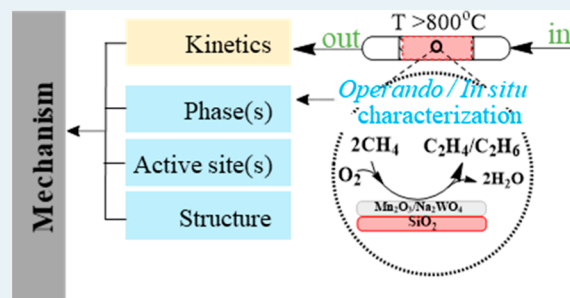 Mechanism
Kinetics
Phase(s)
Active site(s)
Structure
T >800°C
out
in
Operando / In situ
characterization
2CH₄ C₂H₄/C₂H₆
O₂
2H₂O
Mn₂O₃/Na₂WO₄
SiO₂